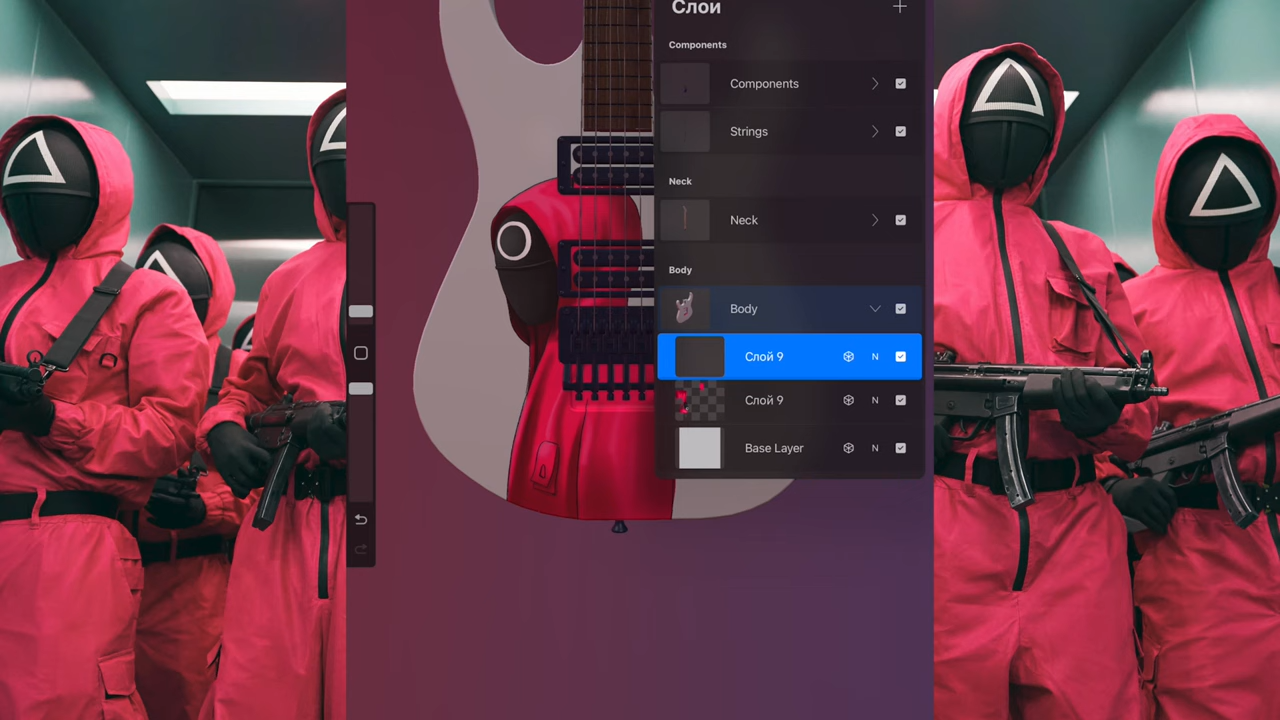 Слои
Components
Components
Strings
Neck
Neck
Body
Body
Слой 9
N
Слой 9
N
Base Layer
N